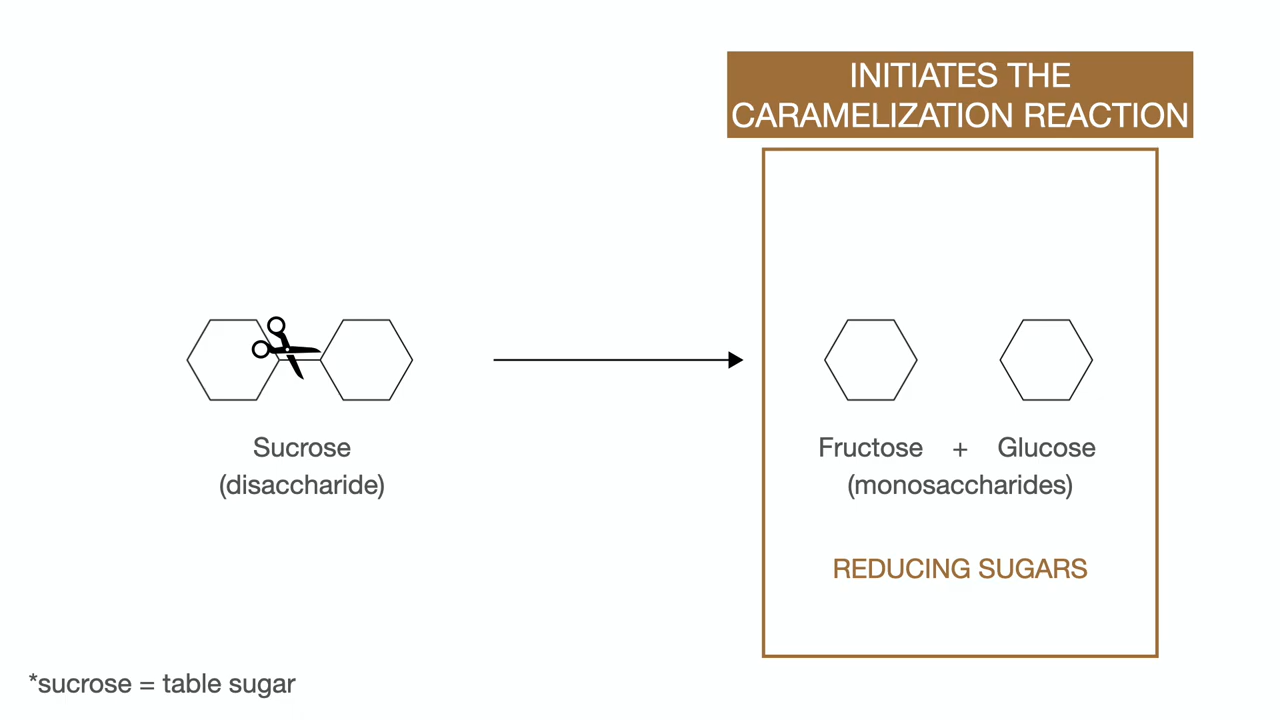 INITIATES THE
CARAMELIZATION REACTION
Sucrose
(disaccharide)
Fructose + Glucose
(monosaccharides)
REDUCING SUGARS
*sucrose = table sugar